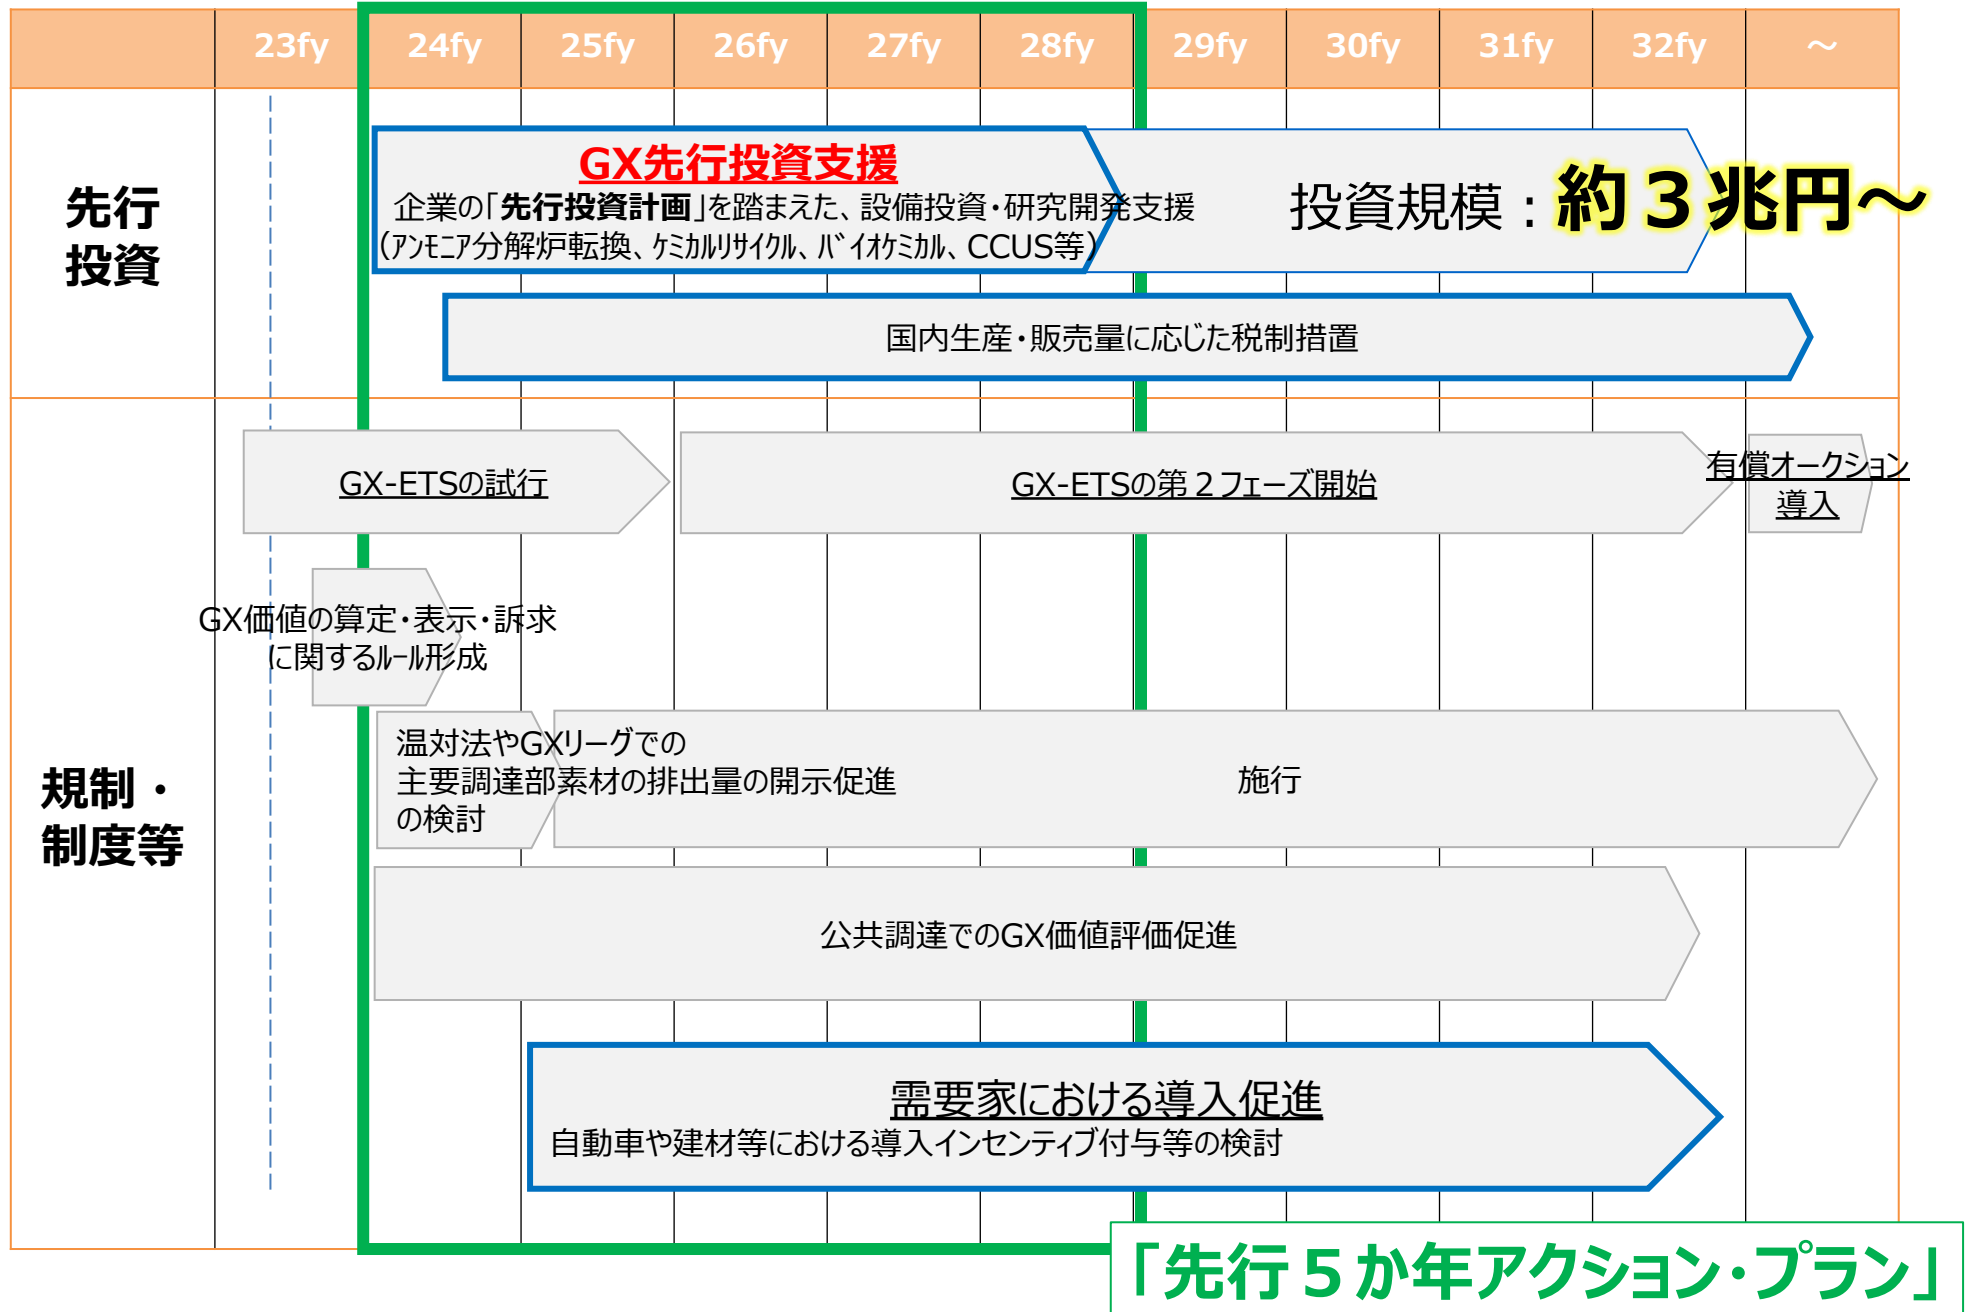 23fy 24fy 25fy 26fy 27fy 28fy 29fy 30fy 31fy 32fy ～
先行
投資
GX先行投資支援
企業の「先行投資計画」を踏まえた、設備投資・研究開発支援
（ｱﾝﾓﾆｱ分解炉転換、ｹﾐｶﾙﾘｻｲｸﾙ、ﾊﾞｲｵｹﾐｶﾙ、CCUS等）
投資規模：約３兆円～
国内生産・販売量に応じた税制措置
規制・
制度等
GX-ETSの試行
GX-ETSの第２フェーズ開始
有償オークション
導入
GX価値の算定・表示・訴求
に関するﾙｰﾙ形成
温対法やGXリーグでの
主要調達部素材の排出量の開示促進
の検討
施行
公共調達でのGX価値評価促進
需要家における導入促進
自動車や建材等における導入インセンティブ付与等の検討
「先行５か年アクション・プラン」